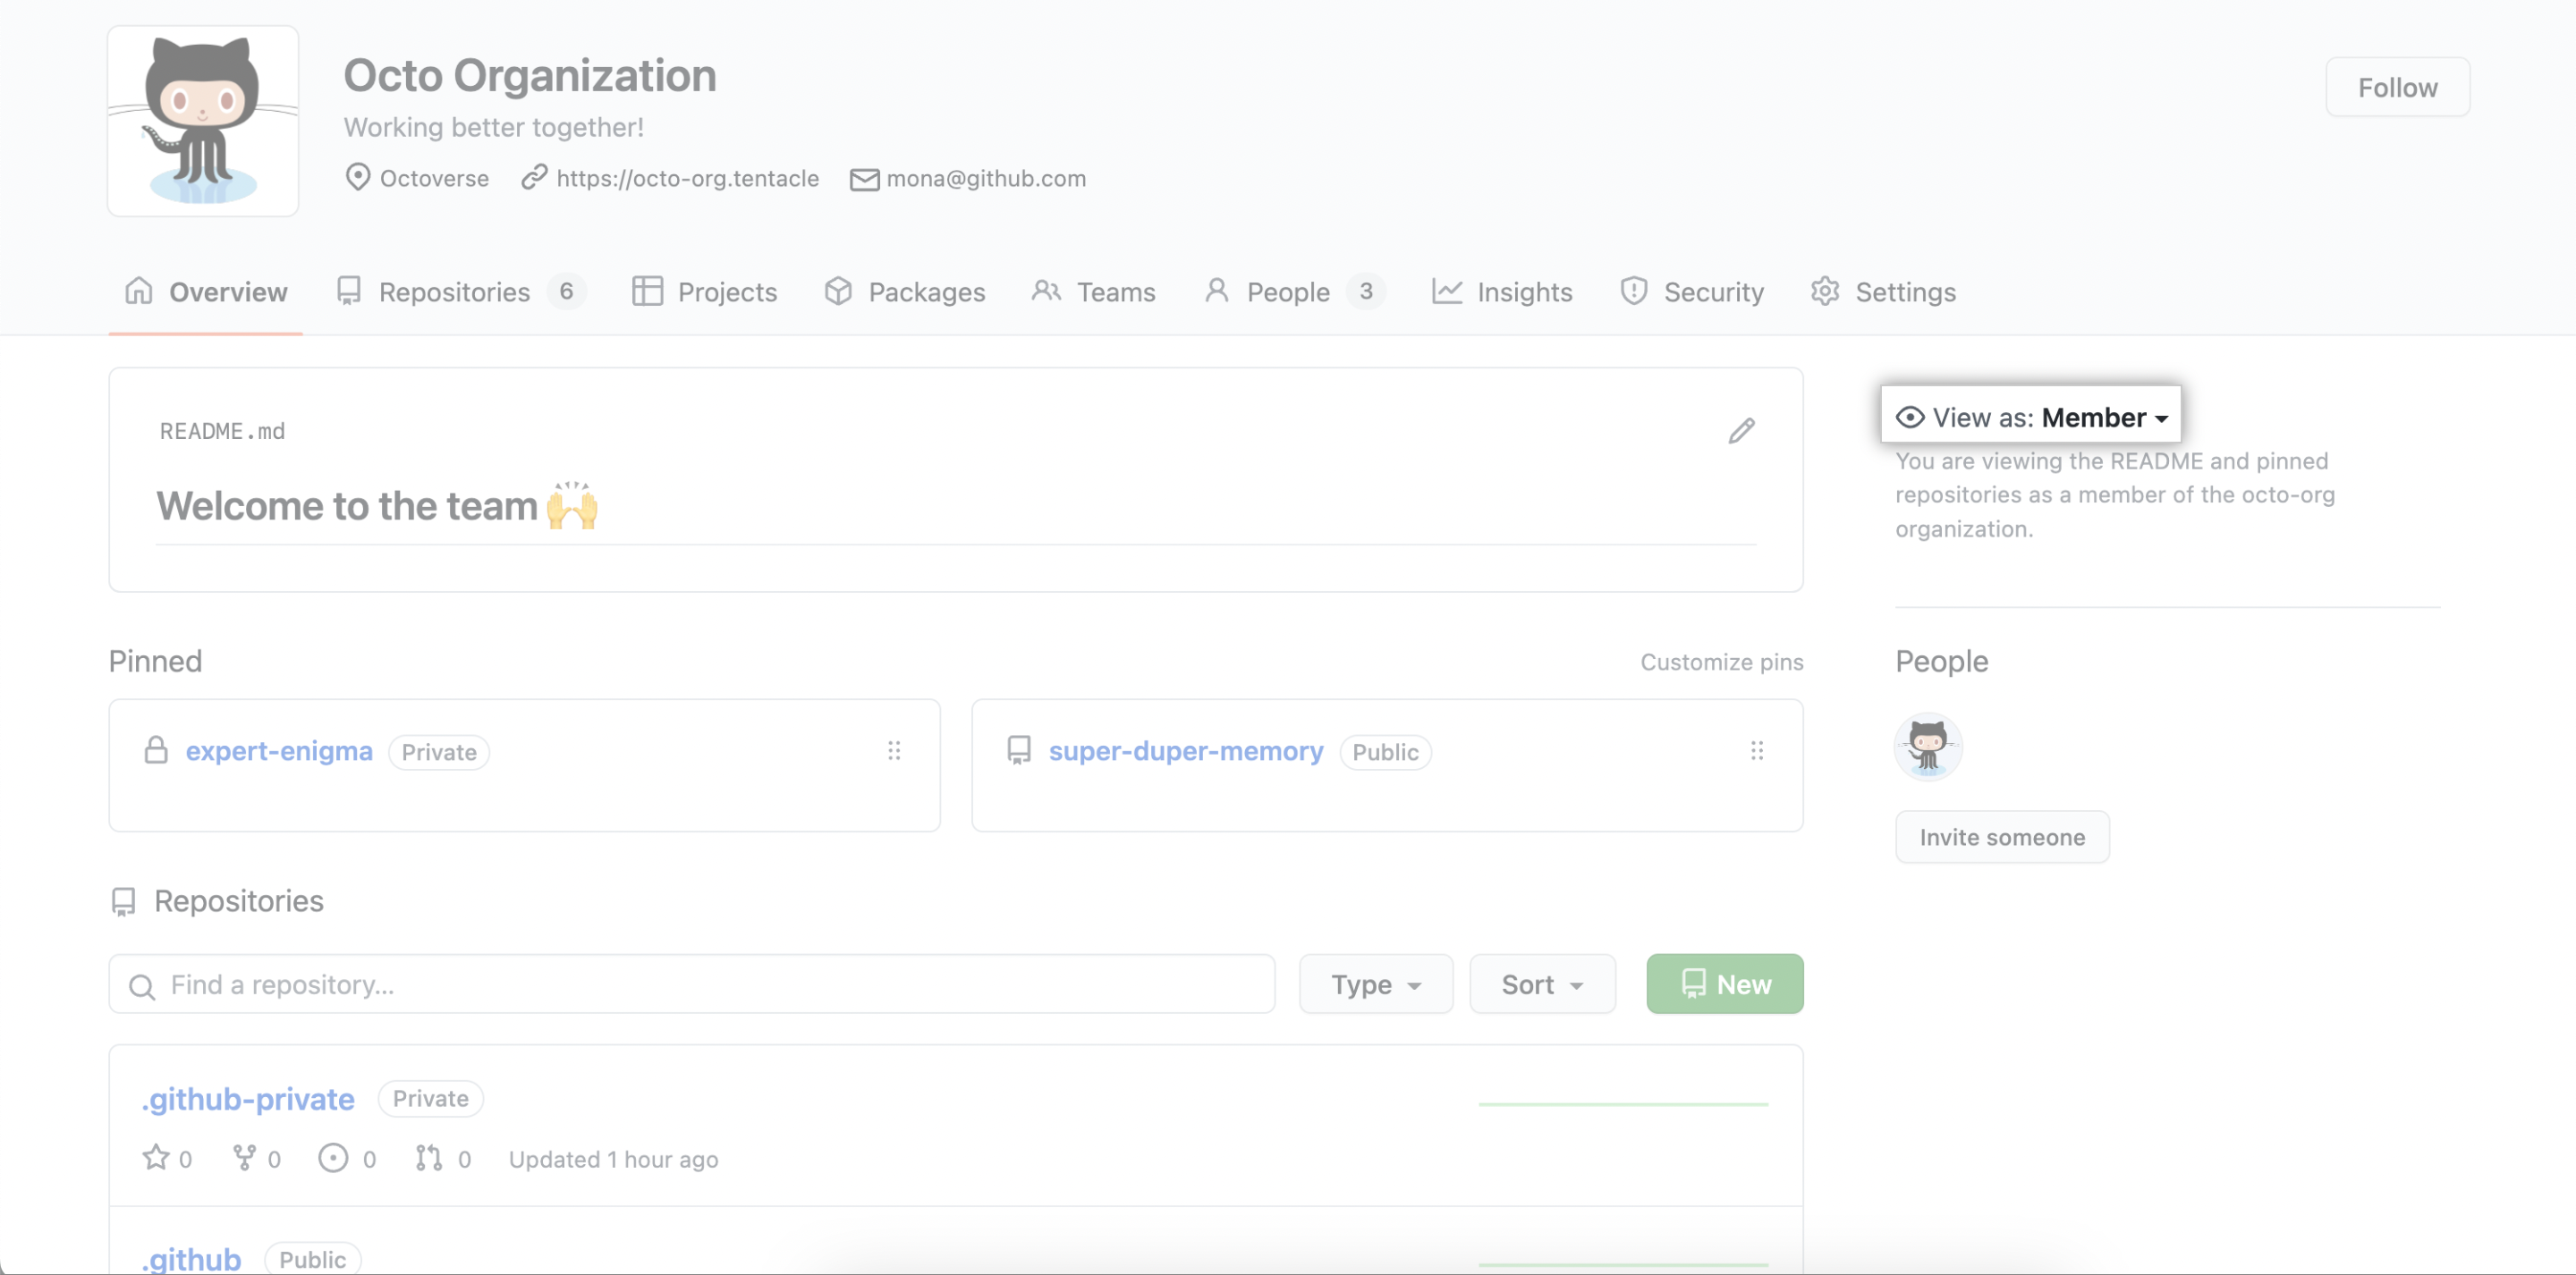 Octo Organization
Working better together!
Octoverse https://octo-org.tentacle mona@github.com
Follow
Overview Repositories 6 Projects Packages Teams People 3 Insights Security Settings
README.md
Welcome to the team 🙌
View as: Member
You are viewing the README and pinned
repositories as a member of the octo-org
organization.
Pinned
Customize pins
expert-enigma Private
super-duper-memory Public
People
Invite someone
Repositories
Find a repository... Type Sort New
.github-private Private
0 0 0 0 Updated 1 hour ago
.github Public